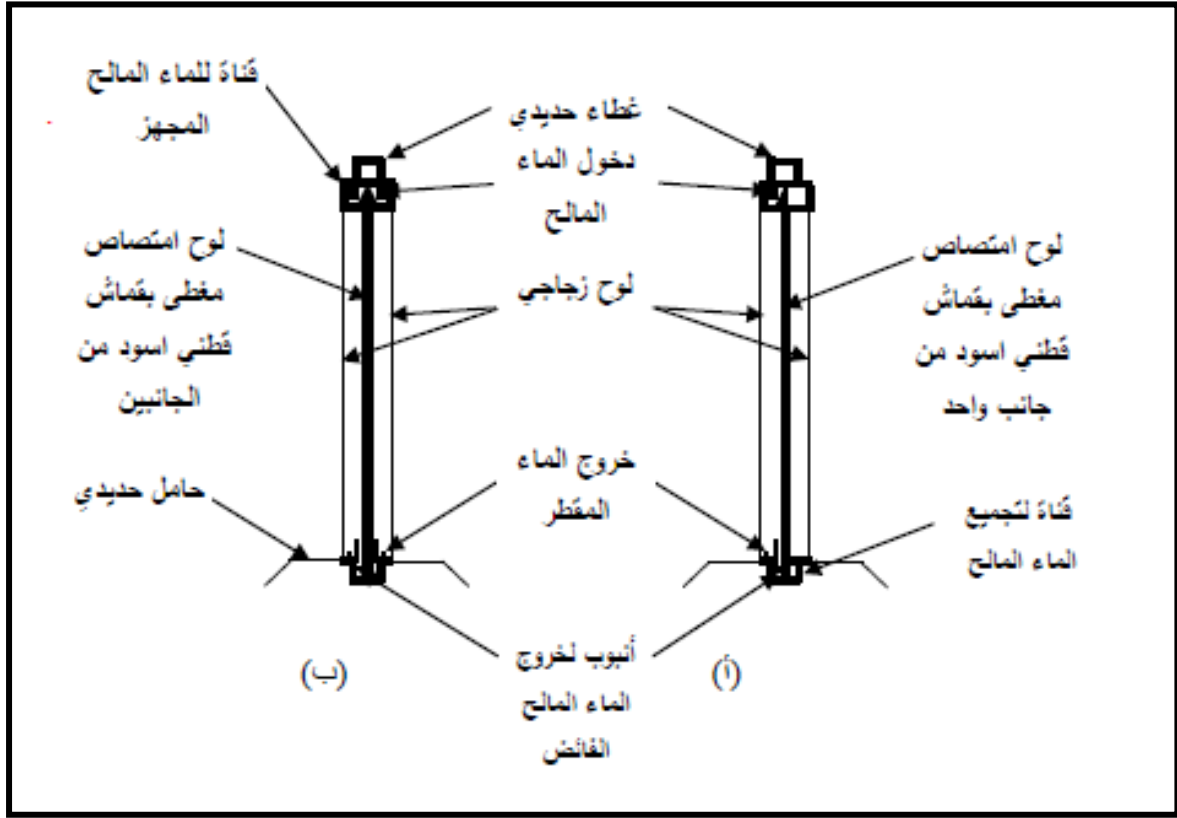 قناة للماء المالح
المجهز
غطاء حديدي
دخول الماء
المالح
لوح امتصاص
مغطى بقماش
قطني اسود من
جانب واحد
لوح زجاجي
لوح امتصاص
مغطى بقماش
قطني اسود من
الجانبين
خروج الماء
المقطر
حامل حديدي
قناة لتجميع
الماء المالح
أنبوب لخروج
الماء المالح
الفائض
(أ)
(ب)